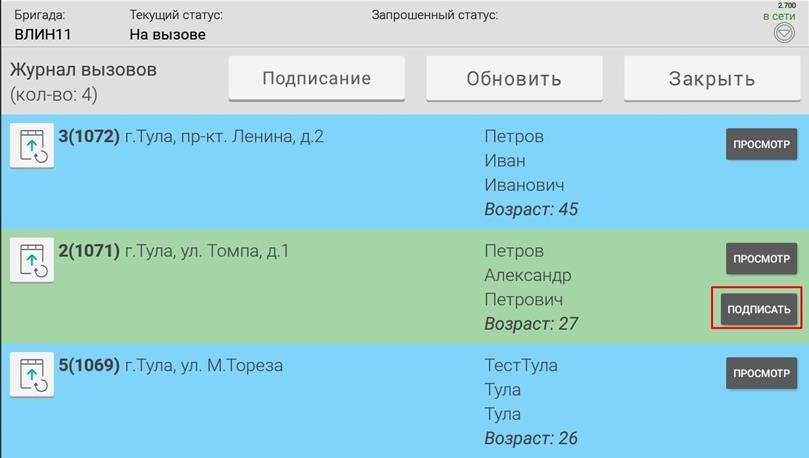 Бригада: Текущий статус: Запрошенный статус: 2.700
ВЛИН11 На вызове в сети
Журнал вызовов
(кол-во: 4)
Подписание Обновить Закрыть
3(1072) г.Тула, пр-кт. Ленина, д.2
Петров
Иван
Иванович
Возраст: 45
ПРОСМОТР
2(1071) г.Тула, ул. Томпа, д.1
Петров
Александр
Петрович
Возраст: 27
ПРОСМОТР
ПОДПИСАТЬ
5(1069) г.Тула, ул. М.Тореза
ТестТула
Тула
Тула
Возраст: 26
ПРОСМОТР